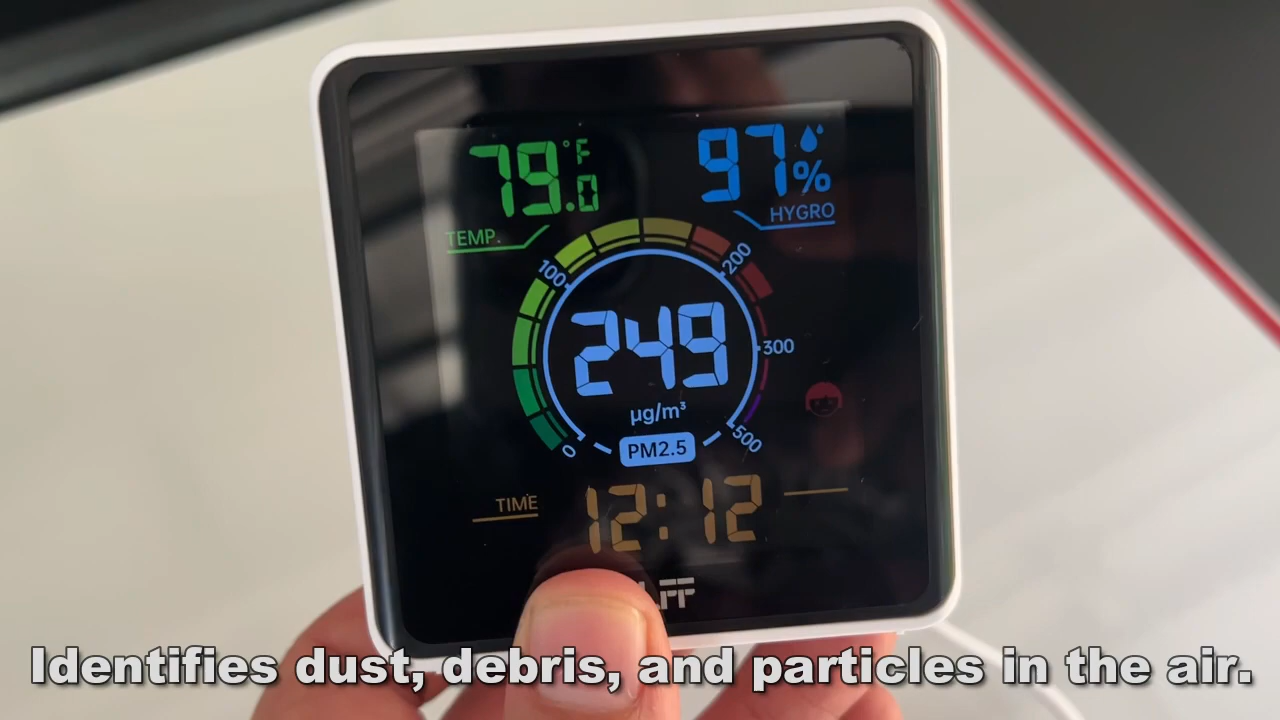 79.0 °F
97 %
TEMP.
HYGRO
100
200
249
300
µg/m³
PM2.5
0
500
TIME
12:12
Identifies dust, debris, and particles in the air.